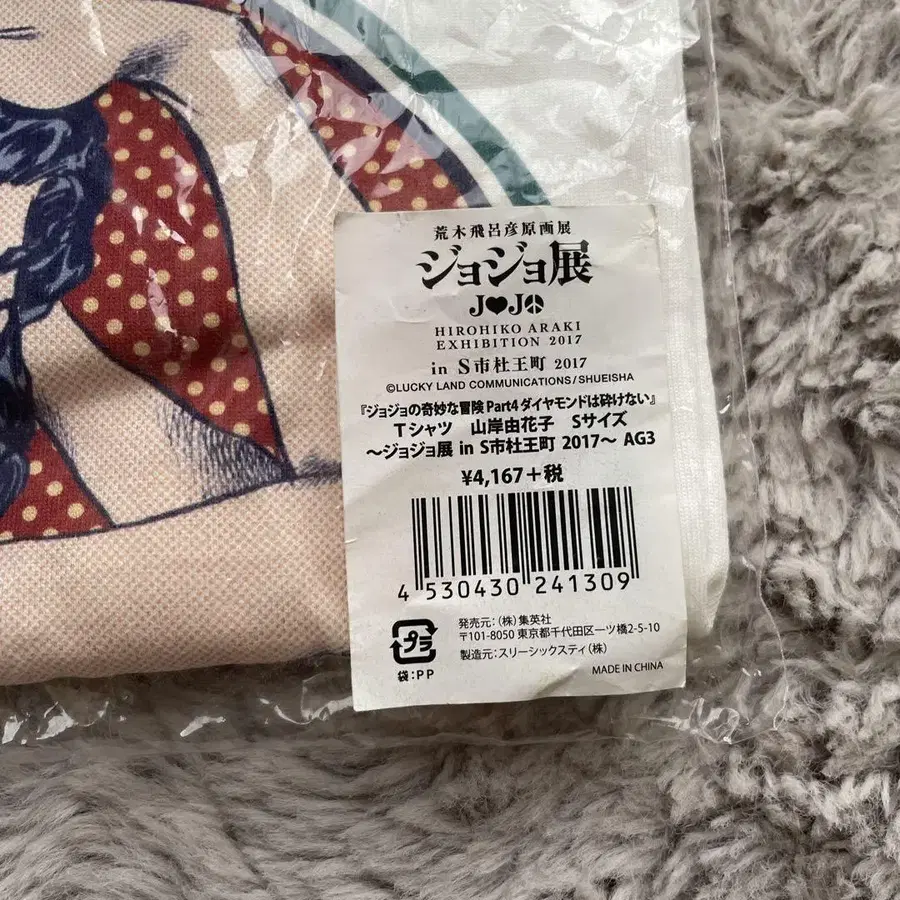 荒木飛呂彦原画展
ジョジョ展
J♥J☮
HIROHIKO ARAKI
EXHIBITION 2017
in S市杜王町 2017
©LUCKY LAND COMMUNICATIONS/SHUEISHA
『ジョジョの奇妙な冒険 Part4 ダイヤモンドは砕けない』
Tシャツ 山岸由花子 Sサイズ
～ジョジョ展 in S市杜王町 2017～ AG3
¥4,167+税
4 530430 241309
発売元:(株)集英社
〒101-8050 東京都千代田区一ツ橋2-5-10
製造元:スリーシックスティ(株)
プラ
袋:PP
MADE IN CHINA